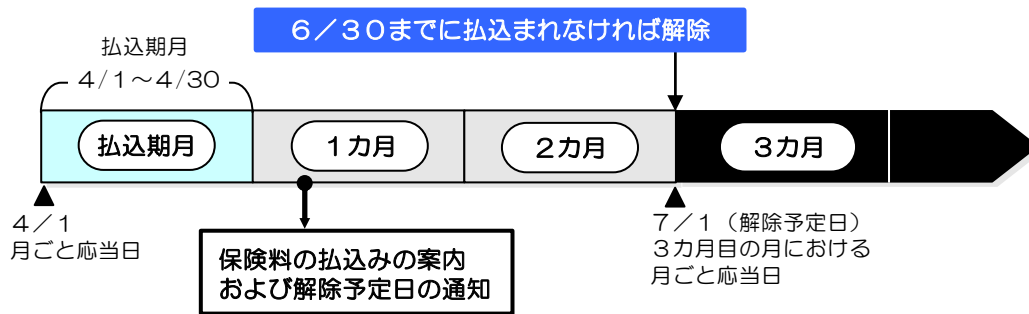 ６／３０までに払込まれなければ解除
払込期月
４/１～４/３０
払込期月
１カ月
２カ月
３カ月
４／１
月ごと応当日
保険料の払込みの案内
および解除予定日の通知
７／１（解除予定日）
３カ月目の月における
月ごと応当日